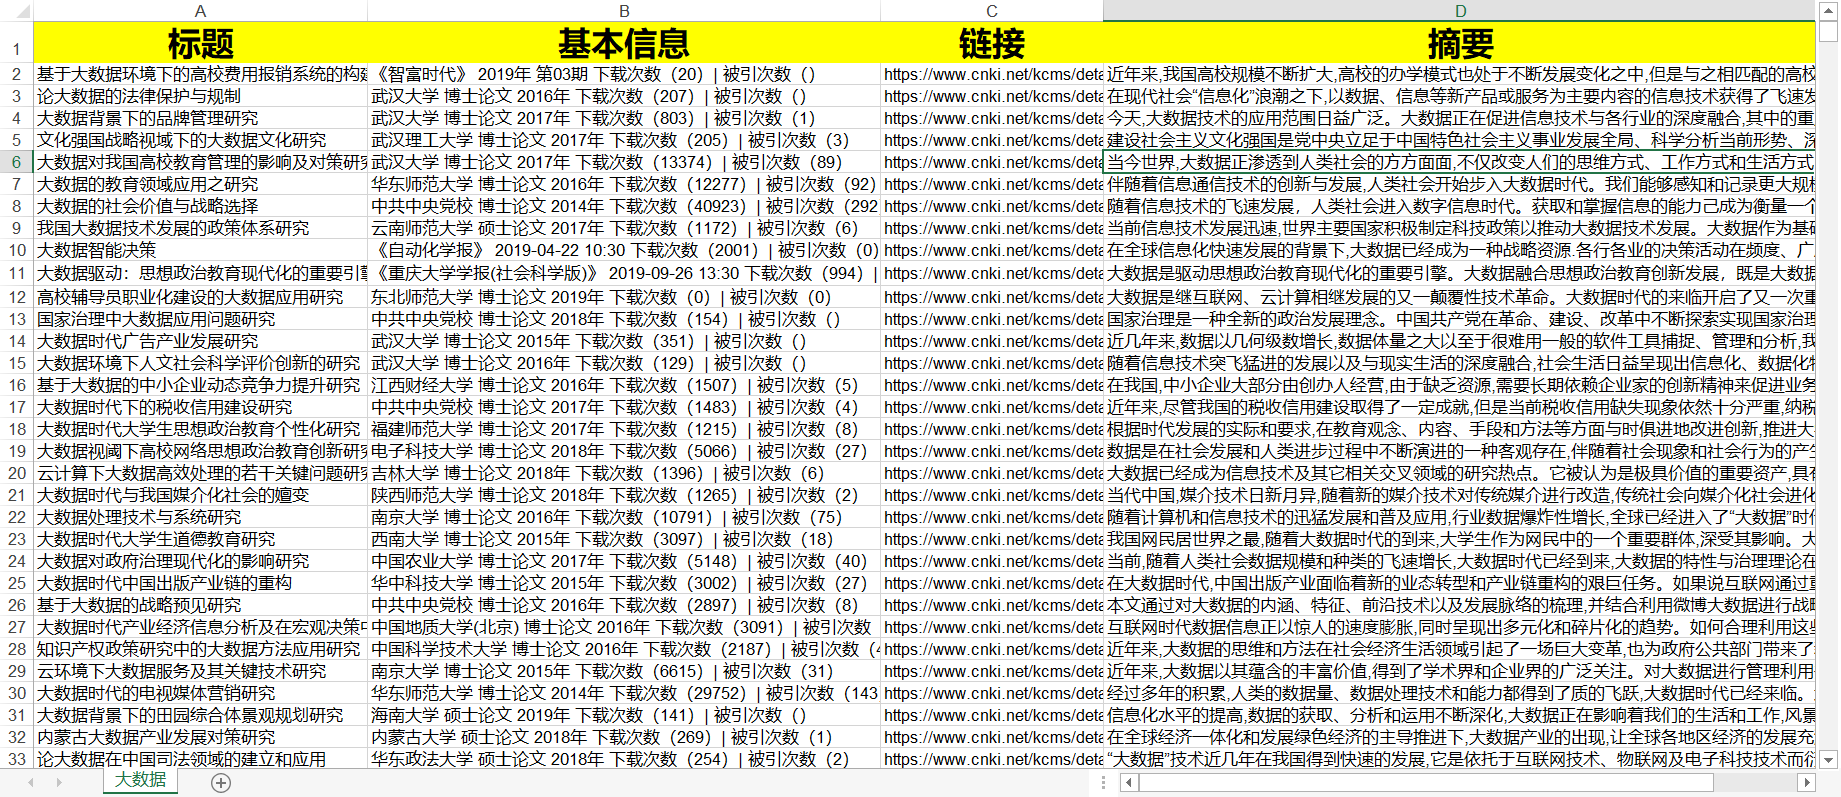 A B C D
1 标题 基本信息 链接 摘要
2 基于大数据环境下的高校费用报销系统的构建 《智富时代》 2019年 第03期 下载次数（20）| 被引次数（） https://www.cnki.net/kcms/deta 近年来,我国高校规模不断扩大,高校的办学模式也处于不断发展变化之中,但是与之相匹配的高校
3 论大数据的法律保护与规制 武汉大学 博士论文 2016年 下载次数（207）| 被引次数（） https://www.cnki.net/kcms/deta 在现代社会“信息化”浪潮之下,以数据、信息等新产品或服务为主要内容的信息技术获得了飞速发
4 大数据背景下的品牌管理研究 武汉大学 博士论文 2017年 下载次数（803）| 被引次数（1） https://www.cnki.net/kcms/deta 今天,大数据技术的应用范围日益广泛。大数据正在促进信息技术与各行业的深度融合,其中的重
5 文化强国战略视域下的大数据文化研究 武汉理工大学 博士论文 2017年 下载次数（205）| 被引次数（3） https://www.cnki.net/kcms/deta 建设社会主义文化强国是党中央立足于中国特色社会主义事业发展全局、科学分析当前形势、深
6 大数据对我国高校教育管理的影响及对策研究 武汉大学 博士论文 2017年 下载次数（13374）| 被引次数（89） https://www.cnki.net/kcms/deta 当今世界,大数据正渗透到人类社会的方方面面,不仅改变人们的思维方式、工作方式和生活方式
7 大数据的教育领域应用之研究 华东师范大学 博士论文 2016年 下载次数（12277）| 被引次数（92） https://www.cnki.net/kcms/deta 伴随着信息通信技术的创新与发展,人类社会开始步入大数据时代。我们能够感知和记录更大规模
8 大数据的社会价值与战略选择 中共中央党校 博士论文 2014年 下载次数（40923）| 被引次数（292 https://www.cnki.net/kcms/deta 随着信息技术的飞速发展，人类社会进入数字信息时代。获取和掌握信息的能力己成为衡量一个
9 我国大数据技术发展的政策体系研究 云南师范大学 硕士论文 2017年 下载次数（1172）| 被引次数（6） https://www.cnki.net/kcms/deta 当前信息技术发展迅速,世界主要国家积极制定科技政策以推动大数据技术发展。大数据作为基础
10 大数据智能决策 《自动化学报》 2019-04-22 10:30 下载次数（2001）| 被引次数（0） https://www.cnki.net/kcms/deta 在全球信息化快速发展的背景下,大数据已经成为一种战略资源.各行各业的决策活动在频度、广
11 大数据驱动：思想政治教育现代化的重要引擎 《重庆大学学报(社会科学版)》 2019-09-26 13:30 下载次数（994）| https://www.cnki.net/kcms/deta 大数据是驱动思想政治教育现代化的重要引擎。大数据融合思想政治教育创新发展，既是大数据
12 高校辅导员职业化建设的大数据应用研究 东北师范大学 博士论文 2019年 下载次数（0）| 被引次数（0） https://www.cnki.net/kcms/deta 大数据是继互联网、云计算相继发展的又一颠覆性技术革命。大数据时代的来临开启了又一次重
13 国家治理中大数据应用问题研究 中共中央党校 博士论文 2018年 下载次数（154）| 被引次数（） https://www.cnki.net/kcms/deta 国家治理是一种全新的政治发展理念。中国共产党在革命、建设、改革中不断探索实现国家治理
14 大数据时代广告产业发展研究 武汉大学 博士论文 2015年 下载次数（351）| 被引次数（） https://www.cnki.net/kcms/deta 近几年来,数据以几何级数增长,数据体量之大以至于很难用一般的软件工具捕捉、管理和分析,我
15 大数据环境下人文社会科学评价创新的研究 武汉大学 博士论文 2016年 下载次数（129）| 被引次数（） https://www.cnki.net/kcms/deta 随着信息技术突飞猛进的发展以及与现实生活的深度融合,社会生活日益呈现出信息化、数据化特
16 基于大数据的中小企业动态竞争力提升研究 江西财经大学 博士论文 2016年 下载次数（1507）| 被引次数（5） https://www.cnki.net/kcms/deta 在我国,中小企业大部分由创办人经营,由于缺乏资源,需要长期依赖企业家的创新精神来促进业务
17 大数据时代下的税收信用建设研究 中共中央党校 博士论文 2017年 下载次数（1483）| 被引次数（4） https://www.cnki.net/kcms/deta 近年来,尽管我国的税收信用建设取得了一定成就,但是当前税收信用缺失现象依然十分严重,纳税
18 大数据时代大学生思想政治教育个性化研究 福建师范大学 博士论文 2017年 下载次数（1215）| 被引次数（8） https://www.cnki.net/kcms/deta 根据时代发展的实际和要求,在教育观念、内容、手段和方法等方面与时俱进地改进创新,推进大
19 大数据视阈下高校网络思想政治教育创新研究 电子科技大学 博士论文 2018年 下载次数（5066）| 被引次数（27） https://www.cnki.net/kcms/deta 数据是在社会发展和人类进步过程中不断演进的一种客观存在,伴随着社会现象和社会行为的产生
20 云计算下大数据高效处理的若干关键问题研究 吉林大学 博士论文 2018年 下载次数（1396）| 被引次数（6） https://www.cnki.net/kcms/deta 大数据已经成为信息技术及其它相关交叉领域的研究热点。它被认为是极具价值的重要资产,具有
21 大数据时代与我国媒介化社会的嬗变 陕西师范大学 博士论文 2018年 下载次数（1265）| 被引次数（2） https://www.cnki.net/kcms/deta 当代中国,媒介技术日新月异,随着新的媒介技术对传统媒介进行改造,传统社会向媒介化社会进化
22 大数据处理技术与系统研究 南京大学 博士论文 2016年 下载次数（10791）| 被引次数（75） https://www.cnki.net/kcms/deta 随着计算机和信息技术的迅猛发展和普及应用,行业数据爆炸性增长,全球已经进入了“大数据”时代
23 大数据时代大学生道德教育研究 西南大学 博士论文 2015年 下载次数（3097）| 被引次数（18） https://www.cnki.net/kcms/deta 我国网民居世界之最,随着大数据时代的到来,大学生作为网民中的一个重要群体,深受其影响。大
24 大数据对政府治理现代化的影响研究 中国农业大学 博士论文 2017年 下载次数（5148）| 被引次数（40） https://www.cnki.net/kcms/deta 当前,随着人类社会数据规模和种类的飞速增长,大数据时代已经到来,大数据的特性与治理理论在
25 大数据时代中国出版产业链的重构 华中科技大学 博士论文 2015年 下载次数（3002）| 被引次数（27） https://www.cnki.net/kcms/deta 在大数据时代,中国出版产业面临着新的业态转型和产业链重构的艰巨任务。如果说互联网通过重
26 基于大数据的战略预见研究 中共中央党校 博士论文 2016年 下载次数（2897）| 被引次数（8） https://www.cnki.net/kcms/deta 本文通过对大数据的内涵、特征、前沿技术以及发展脉络的梳理,并结合利用微博大数据进行战略
27 大数据时代产业经济信息分析及在宏观决策中 中国地质大学(北京) 博士论文 2016年 下载次数（3091）| 被引次数 https://www.cnki.net/kcms/deta 互联网时代数据信息正以惊人的速度膨胀,同时呈现出多元化和碎片化的趋势。如何合理利用这些
28 知识产权政策研究中的大数据方法应用研究 中国科学技术大学 博士论文 2016年 下载次数（2187）| 被引次数（4 https://www.cnki.net/kcms/deta 近年来,大数据的思维和方法在社会经济生活领域引起了一场巨大变革,也为政府公共部门带来了
29 云环境下大数据服务及其关键技术研究 南京大学 博士论文 2015年 下载次数（6615）| 被引次数（31） https://www.cnki.net/kcms/deta 近年来,大数据以其蕴含的丰富价值,得到了学术界和企业界的广泛关注。对大数据进行管理利用
30 大数据时代的电视媒体营销研究 华东师范大学 博士论文 2014年 下载次数（29752）| 被引次数（143 https://www.cnki.net/kcms/deta 经过多年的积累,人类的数据量、数据处理技术和能力都得到了质的飞跃,大数据时代已经来临。
31 大数据背景下的田园综合体景观规划研究 海南大学 硕士论文 2019年 下载次数（141）| 被引次数（） https://www.cnki.net/kcms/deta 信息化水平的提高,数据的获取、分析和运用不断深化,大数据正在影响着我们的生活和工作,风景
32 内蒙古大数据产业发展对策研究 内蒙古大学 硕士论文 2018年 下载次数（269）| 被引次数（1） https://www.cnki.net/kcms/deta 在全球经济一体化和发展绿色经济的主导推进下,大数据产业的出现,让全球各地区经济的发展充
33 论大数据在中国司法领域的建立和应用 华东政法大学 硕士论文 2018年 下载次数（254）| 被引次数（2） https://www.cnki.net/kcms/deta “大数据”技术近几年在我国得到快速的发展,它是依托于互联网技术、物联网及电子科技技术而衍
大数据